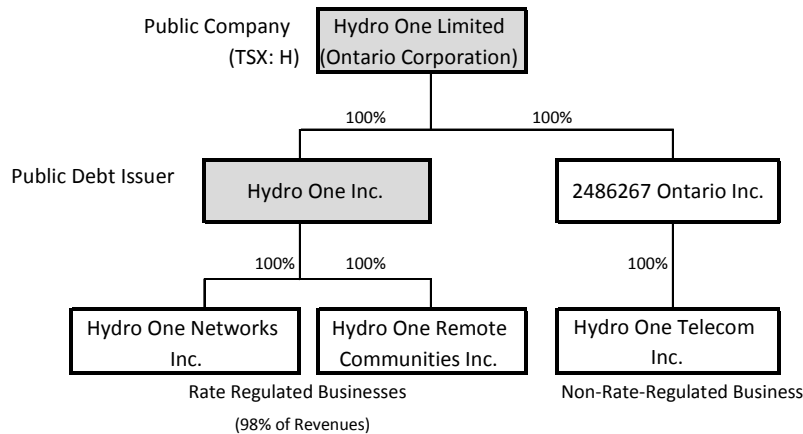 Public Company
(TSX: H)
Hydro One Limited
(Ontario Corporation)
100%
100%
Public Debt Issuer
Hydro One Inc.
2486267 Ontario Inc.
100%
100%
100%
Hydro One Networks
Inc.
Hydro One Remote
Communities Inc.
Hydro One Telecom
Inc.
Rate Regulated Businesses
(98% of Revenues)
Non-Rate-Regulated Business